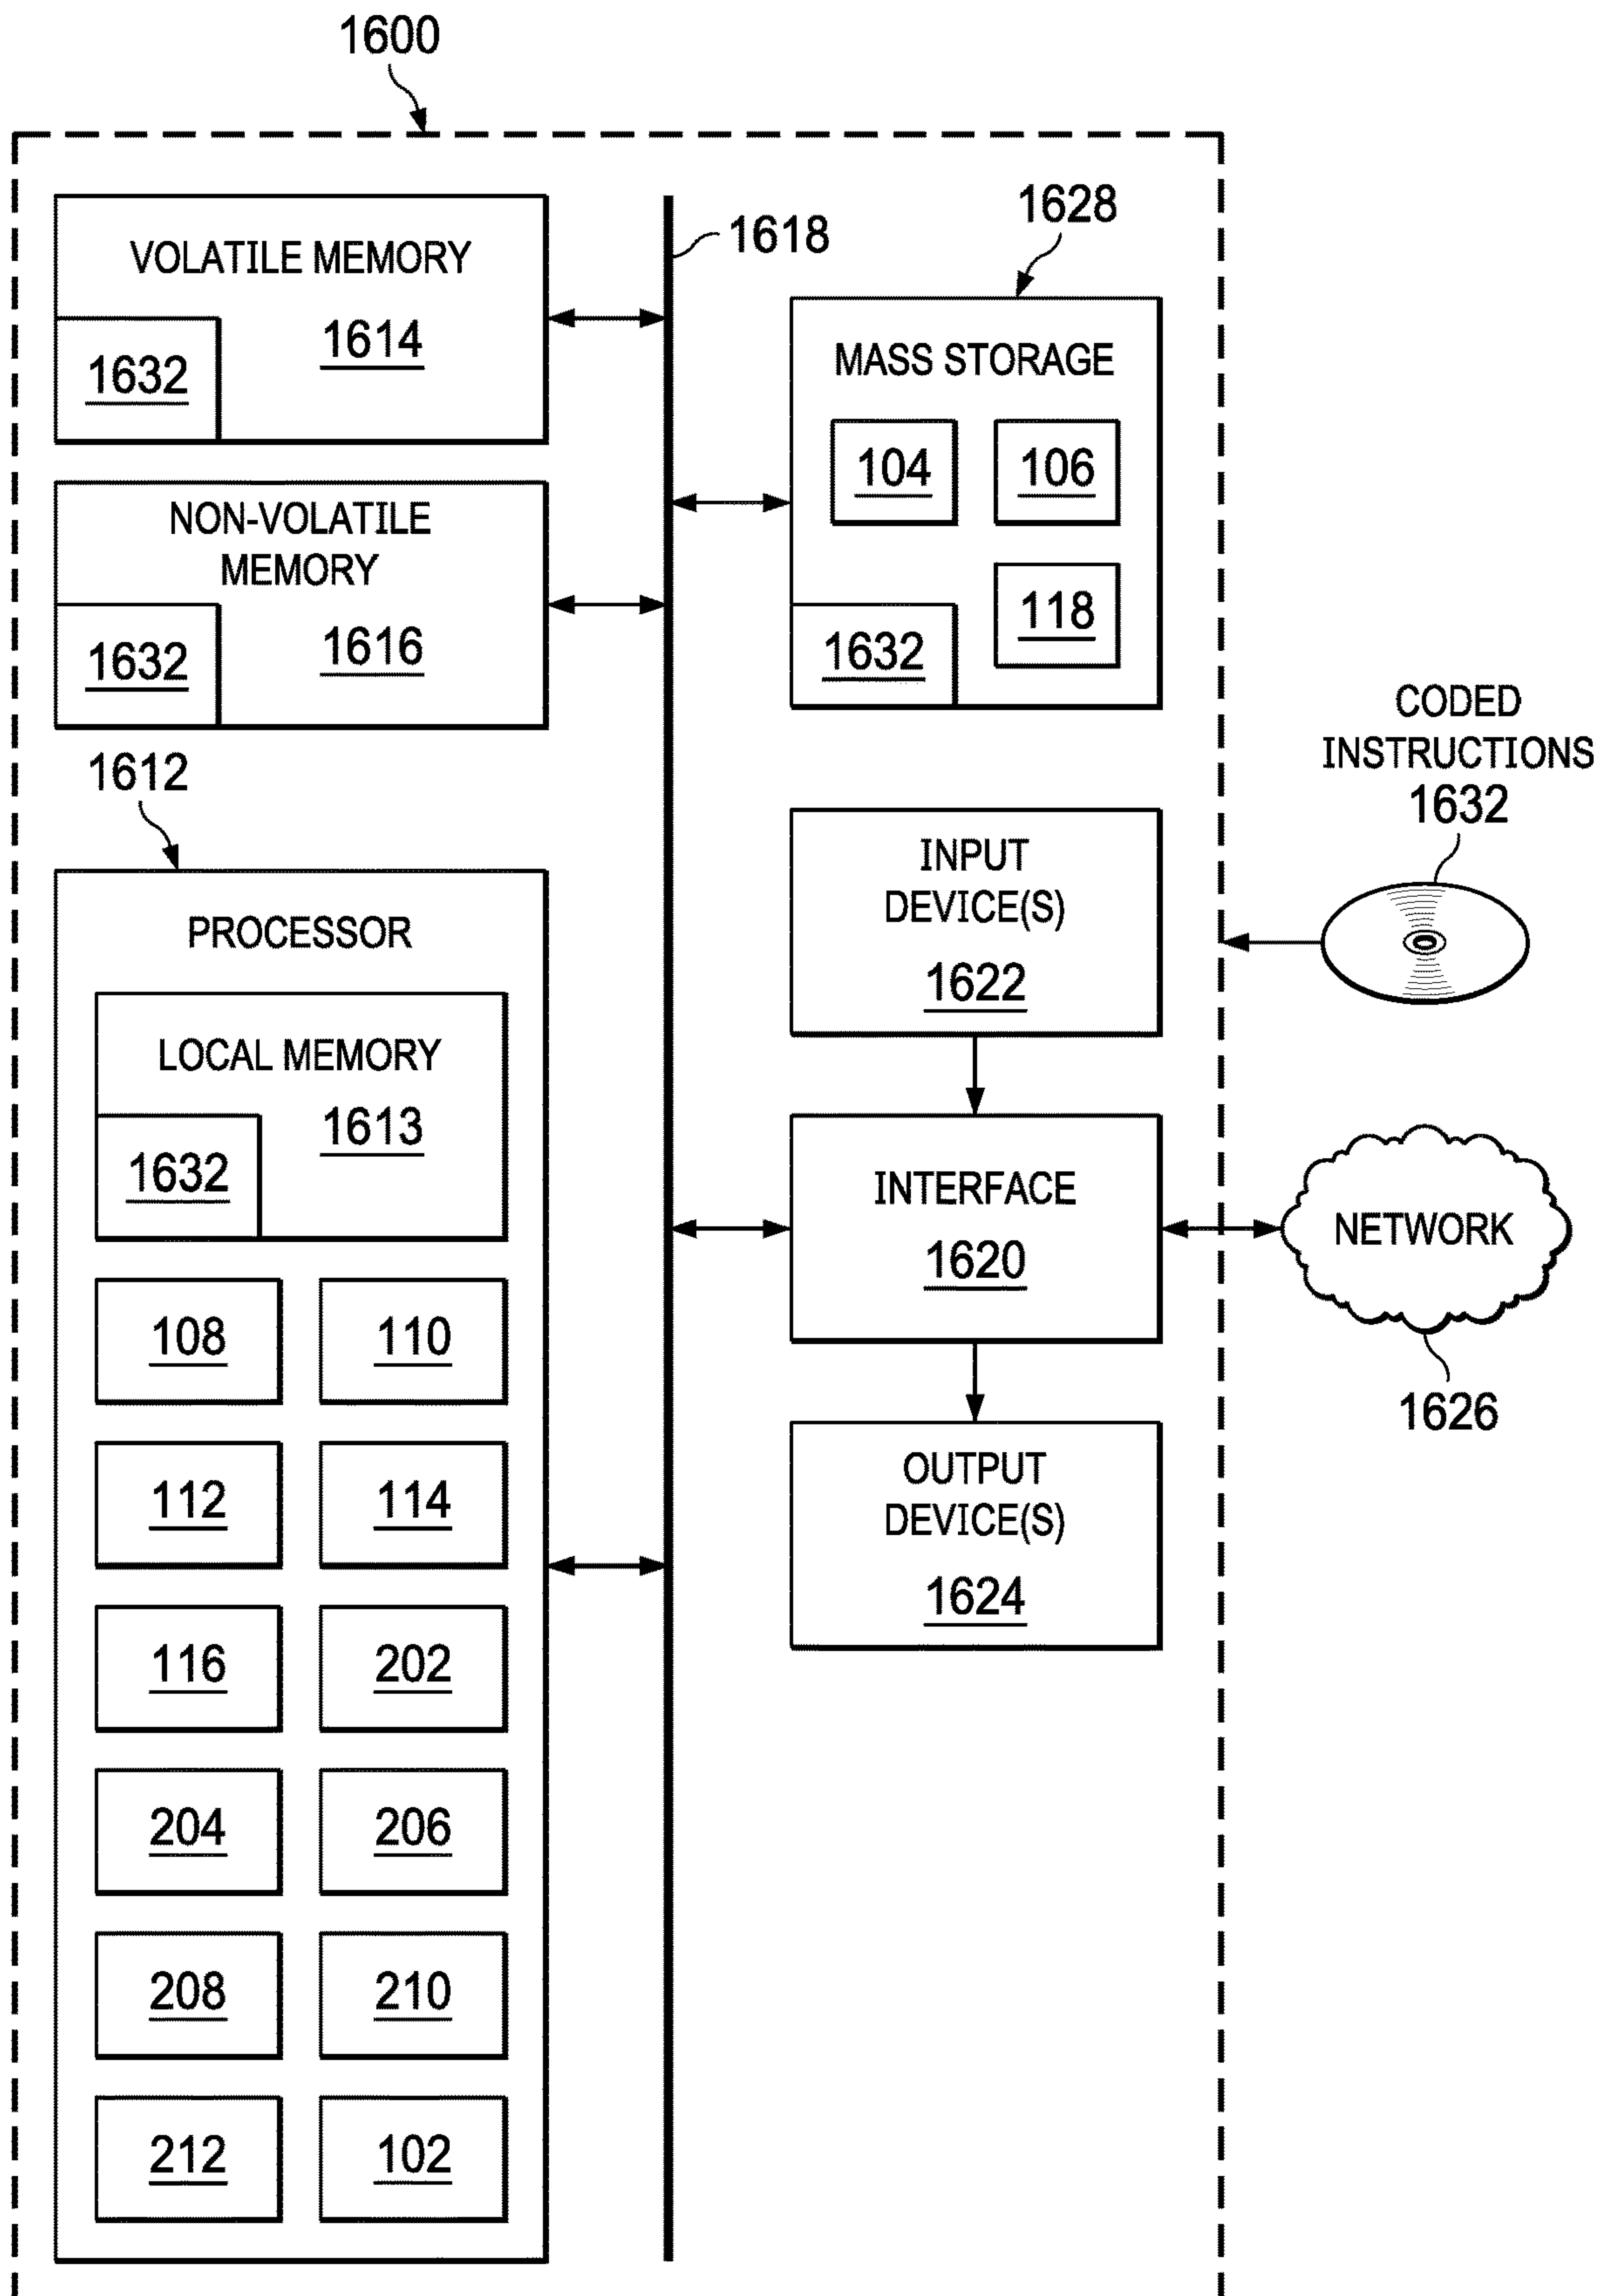 1600
VOLATILE MEMORY
1614
1632
NON-VOLATILE
MEMORY
1616
1632
1612
PROCESSOR
LOCAL MEMORY
1613
1632
108
110
112
114
116
202
204
206
208
210
212
102
1618
1628
MASS STORAGE
104
106
118
1632
INPUT
DEVICE(S)
1622
INTERFACE
1620
OUTPUT
DEVICE(S)
1624
CODED
INSTRUCTIONS
1632
NETWORK
1626